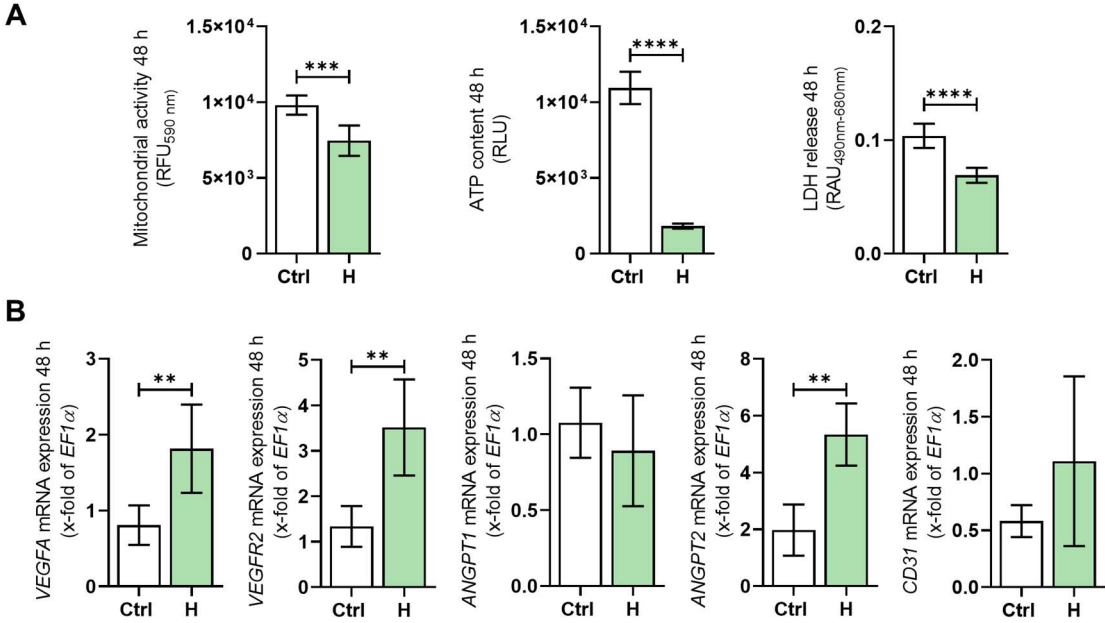 A
Mitochondrial activity 48 h
(RFU590 nm)
1.5×10⁴
1×10⁴
5×10³
0
***
Ctrl
H
ATP content 48 h
(RLU)
1.5×10⁴
1×10⁴
5×10³
0
****
Ctrl
H
LDH release 48 h
(RAU490nm-680nm)
0.2
0.1
0.0
****
Ctrl
H
B
VEGFA mRNA expression 48 h
(x-fold of EF1α)
3
2
1
0
**
Ctrl
H
VEGFR2 mRNA expression 48 h
(x-fold of EF1α)
5
4
3
2
1
0
**
Ctrl
H
ANGPT1 mRNA expression 48 h
(x-fold of EF1α)
1.5
1.0
0.5
0.0
Ctrl
H
ANGPT2 mRNA expression 48 h
(x-fold of EF1α)
8
6
4
2
0
**
Ctrl
H
CD31 mRNA expression 48 h
(x-fold of EF1α)
2.0
1.5
1.0
0.5
0.0
Ctrl
H